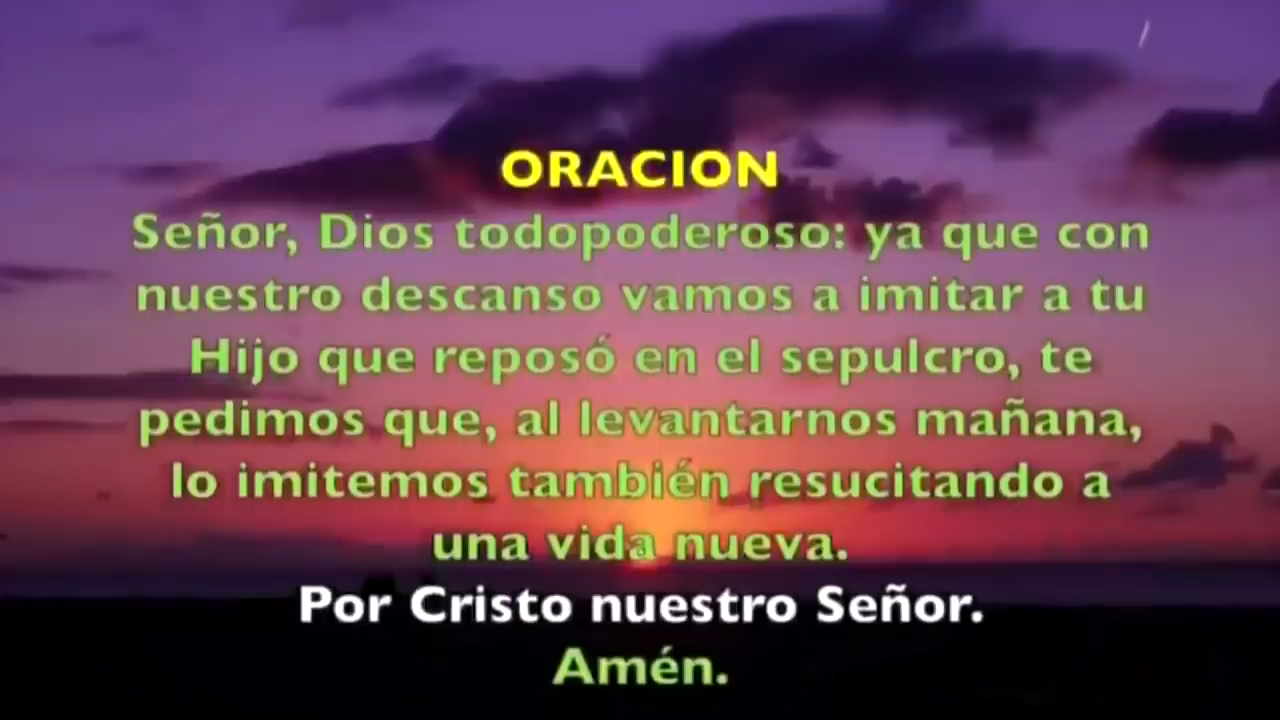 ORACION
Señor, Dios todopoderoso: ya que con
nuestro descanso vamos a imitar a tu
Hijo que reposó en el sepulcro, te
pedimos que, al levantarnos mañana,
lo imitemos también resucitando a
una vida nueva.
Por Cristo nuestro Señor.
Amén.